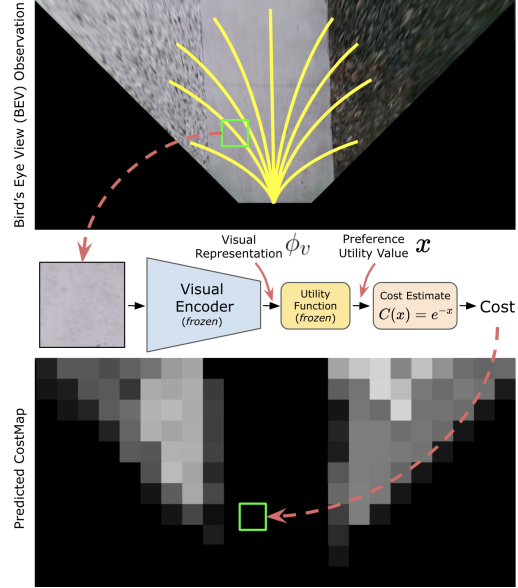 Bird's Eye View (BEV) Observation
Visual
Representation ϕᵥ
Preference
Utility Value x
Visual
Encoder
(frozen)
Utility
Function
(frozen)
Cost Estimate
C(x) = e⁻ˣ
Cost
Predicted CostMap